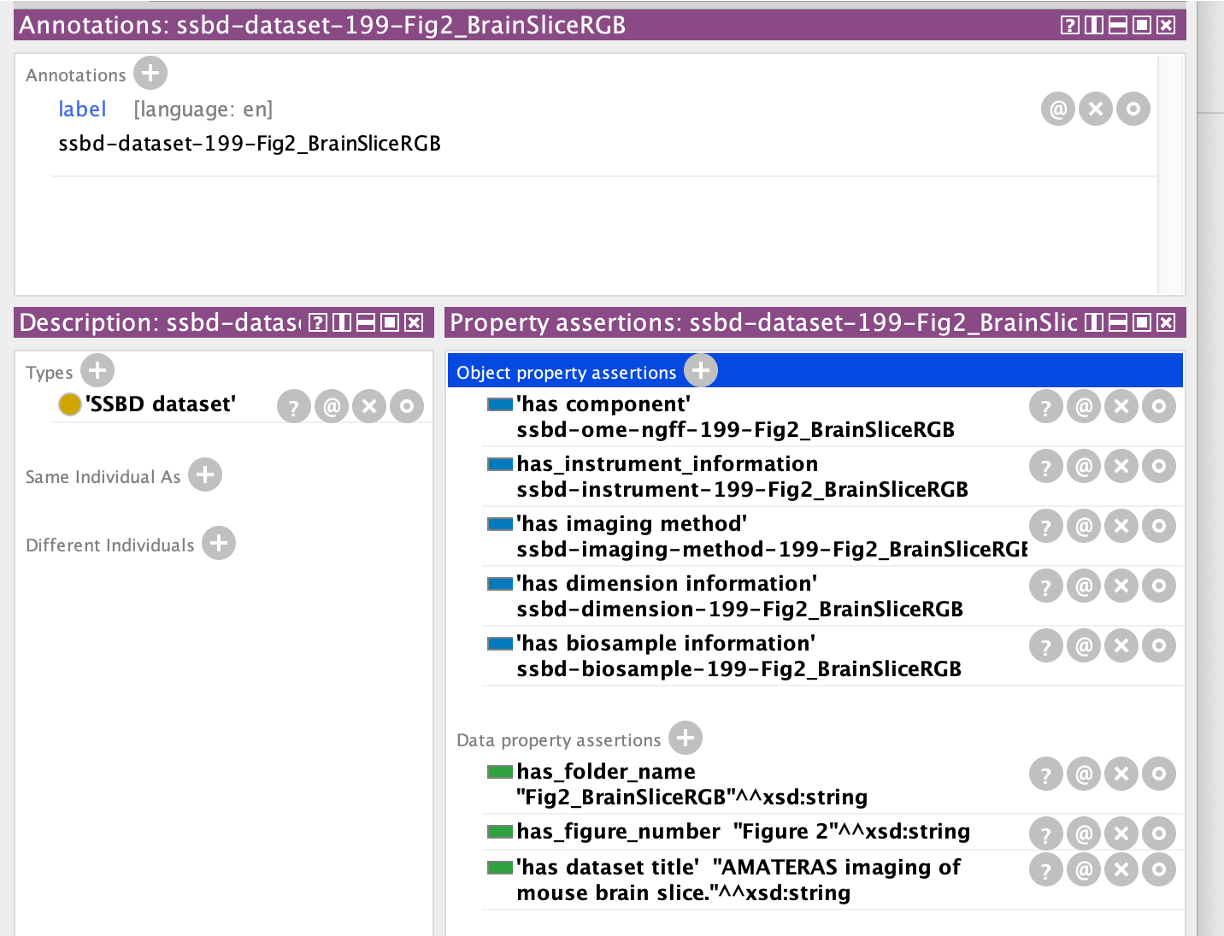 Annotations: ssbd-dataset-199-Fig2_BrainSliceRGB
Annotations
label [language: en]
ssbd-dataset-199-Fig2_BrainSliceRGB
Description: ssbd-datas
Types
'SSBD dataset'
Same Individual As
Different Individuals
Property assertions: ssbd-dataset-199-Fig2_BrainSlic
Object property assertions
'has component'
ssbd-ome-ngff-199-Fig2_BrainSliceRGB
has_instrument_information
ssbd-instrument-199-Fig2_BrainSliceRGB
'has imaging method'
ssbd-imaging-method-199-Fig2_BrainSliceRGB
'has dimension information'
ssbd-dimension-199-Fig2_BrainSliceRGB
'has biosample information'
ssbd-biosample-199-Fig2_BrainSliceRGB
Data property assertions
has_folder_name
"Fig2_BrainSliceRGB"^^xsd:string
has_figure_number "Figure 2"^^xsd:string
'has dataset title' "AMATERAS imaging of
mouse brain slice."^^xsd:string